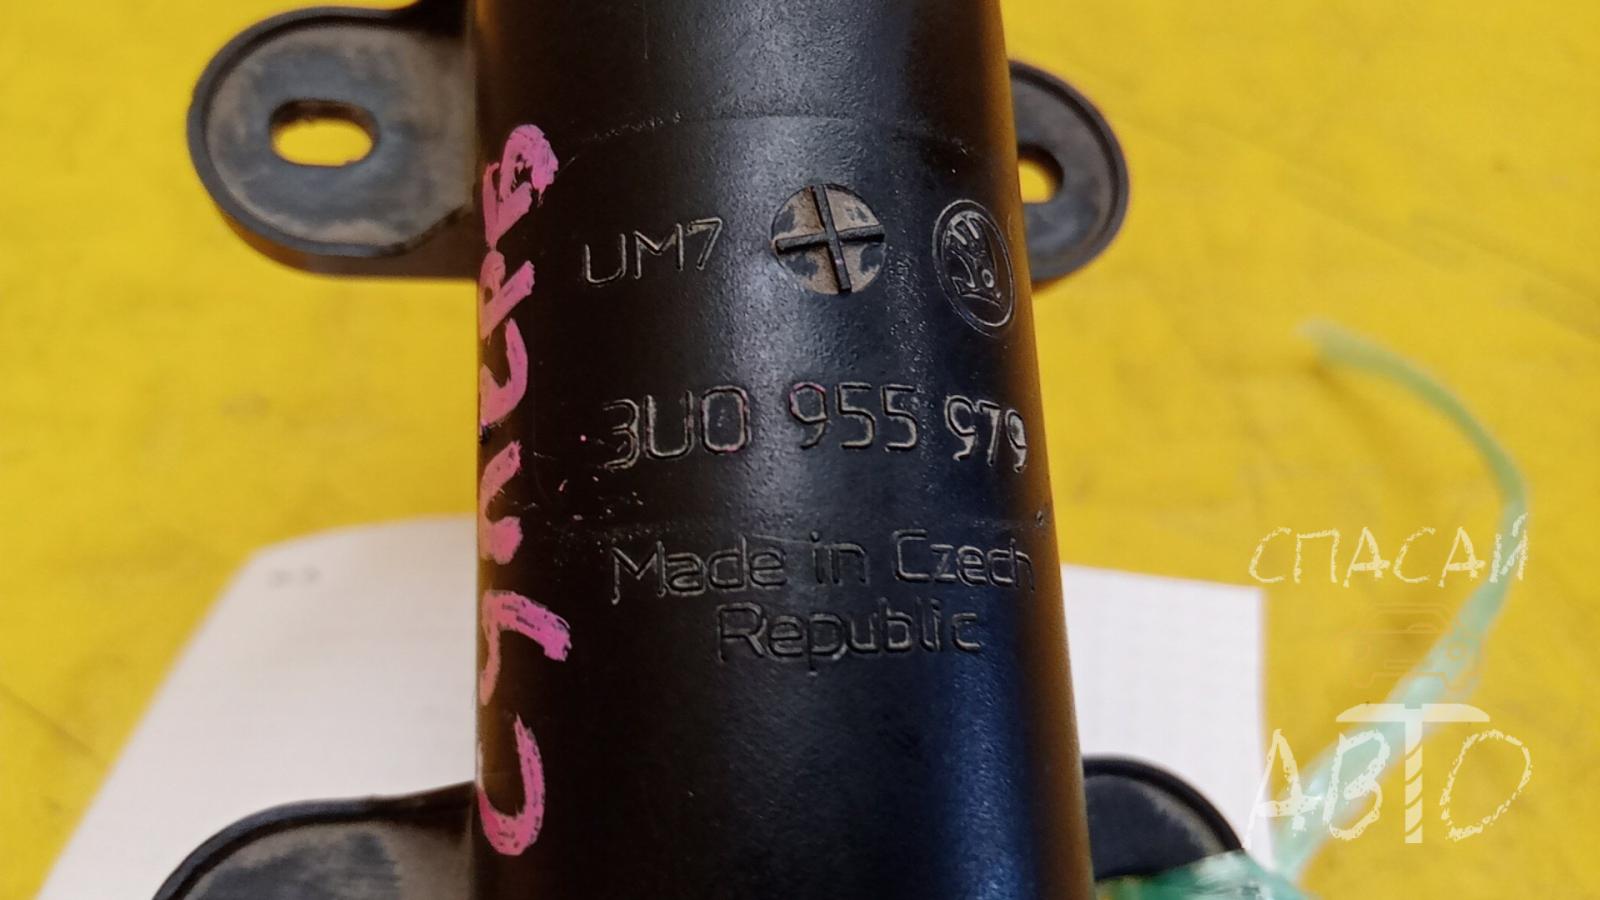 UM7
3U0 955 979
Made in Czech
Republic
СУПЕРБ
СПАСАЙ
АВТО